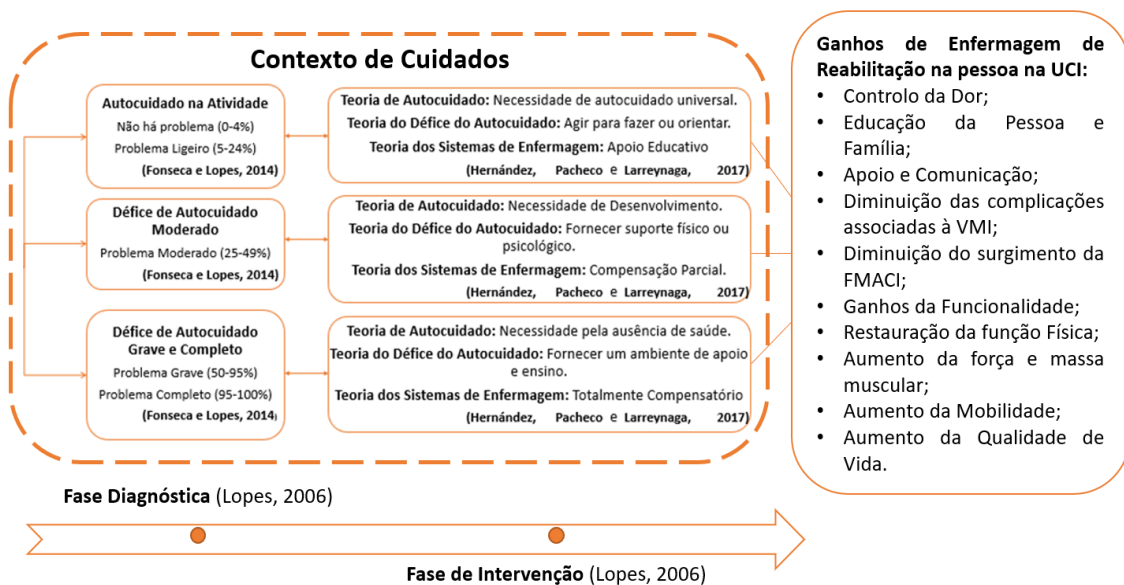 Contexto de Cuidados
Autocuidado na Atividade
Não há problema (0-4%)
Problema Ligeiro (5-24%)
(Fonseca e Lopes, 2014)
Teoria de Autocuidado: Necessidade de autocuidado universal.
Teoria do Défice do Autocuidado: Agir para fazer ou orientar.
Teoria dos Sistemas de Enfermagem: Apoio Educativo
(Hernández, Pacheco e Larreynaga, 2017)
Défice de Autocuidado
Moderado
Problema Moderado (25-49%)
(Fonseca e Lopes, 2014)
Teoria de Autocuidado: Necessidade de Desenvolvimento.
Teoria do Défice do Autocuidado: Fornecer suporte físico ou
psicológico.
Teoria dos Sistemas de Enfermagem: Compensação Parcial.
(Hernández, Pacheco e Larreynaga, 2017)
Défice de Autocuidado
Grave e Completo
Problema Grave (50-95%)
Problema Completo (95-100%)
(Fonseca e Lopes, 2014)
Teoria de Autocuidado: Necessidade pela ausência de saúde.
Teoria do Défice do Autocuidado: Fornecer um ambiente de apoio
e ensino.
Teoria dos Sistemas de Enfermagem: Totalmente Compensatório
(Hernández, Pacheco e Larreynaga, 2017)
Ganhos de Enfermagem de
Reabilitação na pessoa na UCI:
• Controlo da Dor;
• Educação da Pessoa e
Família;
• Apoio e Comunicação;
• Diminuição das complicações
associadas à VMI;
• Diminuição do surgimento da
FMACI;
• Ganhos da Funcionalidade;
• Restauração da função Física;
• Aumento da força e massa
muscular;
• Aumento da Mobilidade;
• Aumento da Qualidade de
Vida.
Fase Diagnóstica (Lopes, 2006)
Fase de Intervenção (Lopes, 2006)